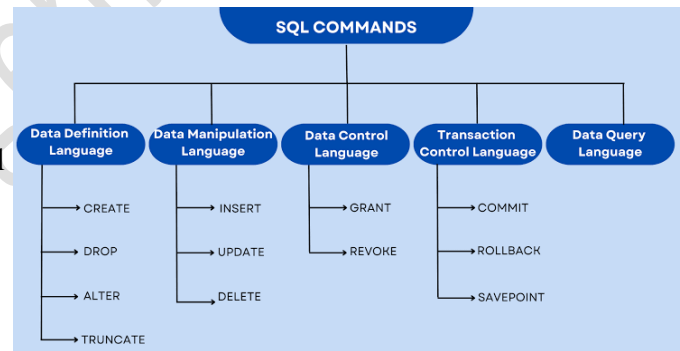 SQL COMMANDS
Data Definition
Language
Data Manipulation
Language
Data Control
Language
Transaction
Control Language
Data Query
Language
CREATE
DROP
ALTER
TRUNCATE
INSERT
UPDATE
DELETE
GRANT
REVOKE
COMMIT
ROLLBACK
SAVEPOINT